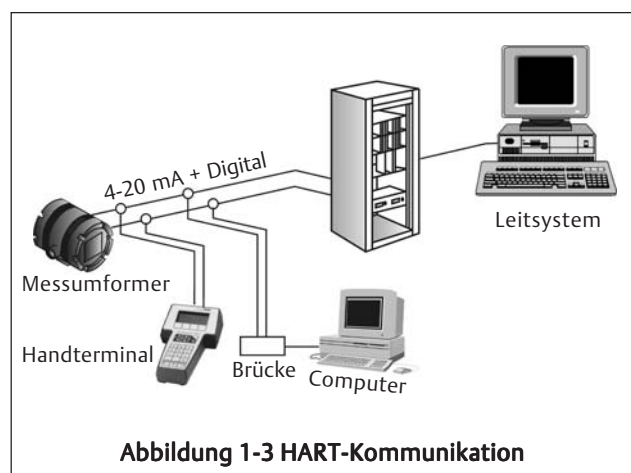 4-20 mA + Digital
Leitsystem
Messumformer
Handterminal
Brücke
Computer
Abbildung 1-3 HART-Kommunikation